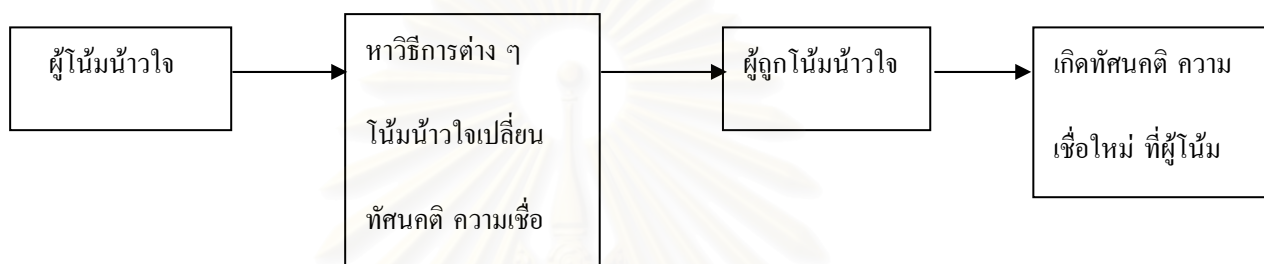 ผู้โน้มน้าวใจ
หาวิธีการต่าง ๆ
โน้มน้าวใจเปลี่ยน
ทัศนคติ ความเชื่อ
ผู้ถูกโน้มน้าวใจ
เกิดทัศนคติ ความ
เชื่อใหม่ ที่ผู้โน้ม